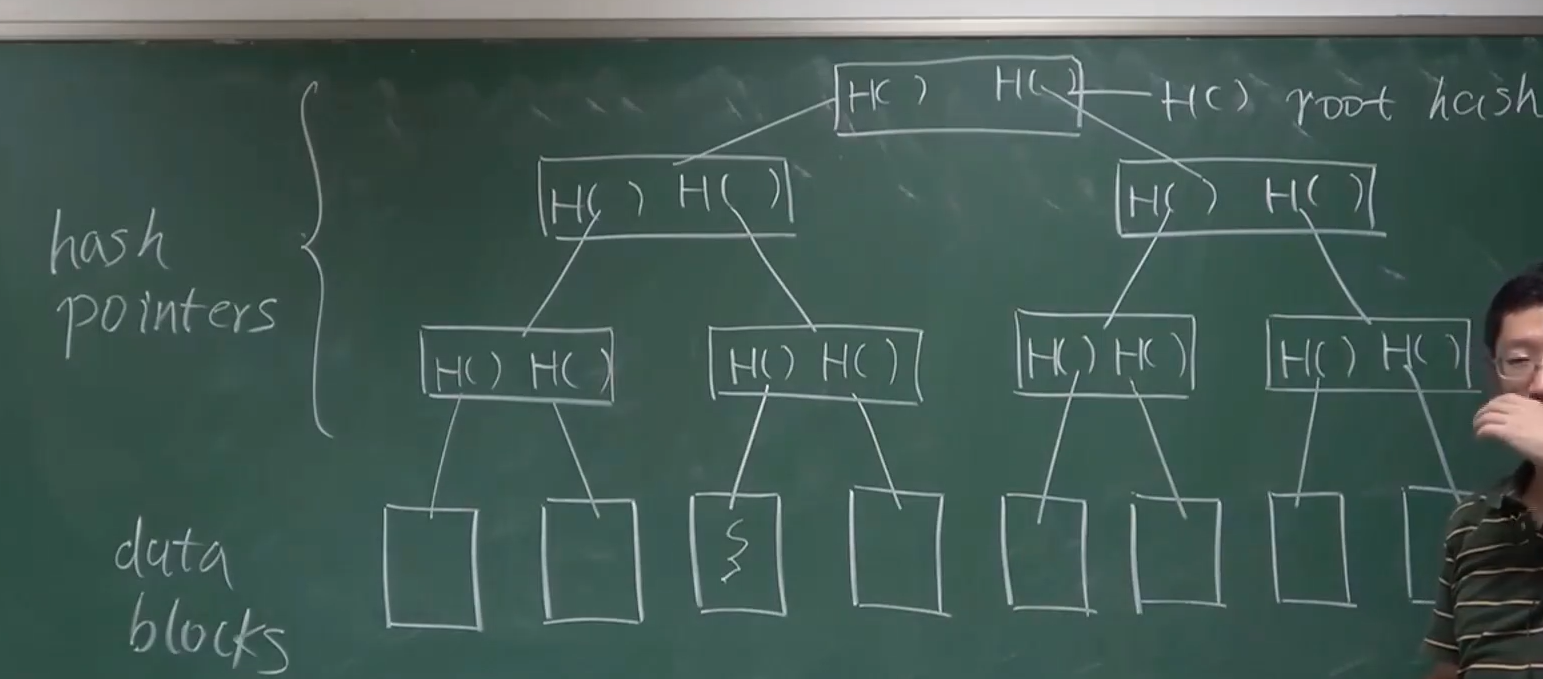 H( ) H( ) H( ) root hash
H( ) H( ) H( ) H( )
hash
pointers
H( ) H( ) H( ) H( ) H( ) H( ) H( ) H( )
data
blocks